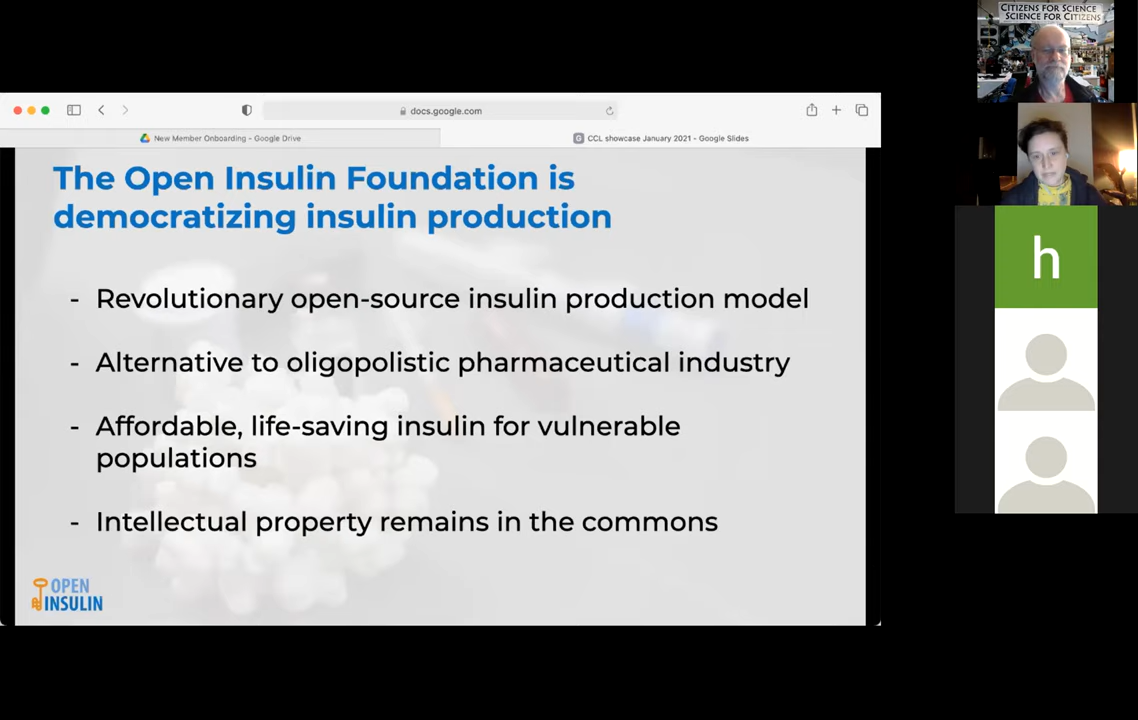 CITIZENS FOR SCIENCE
SCIENCE FOR CITIZENS
docs.google.com
New Member Onboarding - Google Drive
CCL showcase January 2021 - Google Slides
The Open Insulin Foundation is
democratizing insulin production
- Revolutionary open-source insulin production model
- Alternative to oligopolistic pharmaceutical industry
- Affordable, life-saving insulin for vulnerable
populations
- Intellectual property remains in the commons
OPEN
INSULIN
h